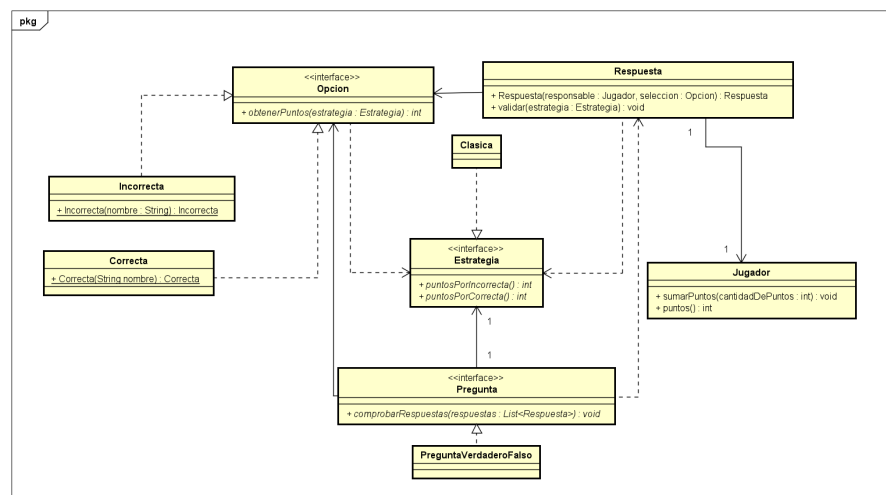 pkg
<<interface>>
Opcion
+ obtenerPuntos(estrategia : Estrategia) : int
Respuesta
+ Respuesta(responsable : Jugador, seleccion : Opcion) : Respuesta
+ validar(estrategia : Estrategia) : void
Clasica
1
Incorrecta
+ Incorrecta(nombre : String) : Incorrecta
Correcta
+ Correcta(String nombre) : Correcta
<<interface>>
Estrategia
+ puntosPorIncorrecta() : int
+ puntosPorCorrecta() : int
1
Jugador
+ sumarPuntos(cantidadDePuntos : int) : void
+ puntos() : int
1
1
<<interface>>
Pregunta
+ comprobarRespuestas(respuestas : List<Respuesta>) : void
PreguntaVerdaderoFalso